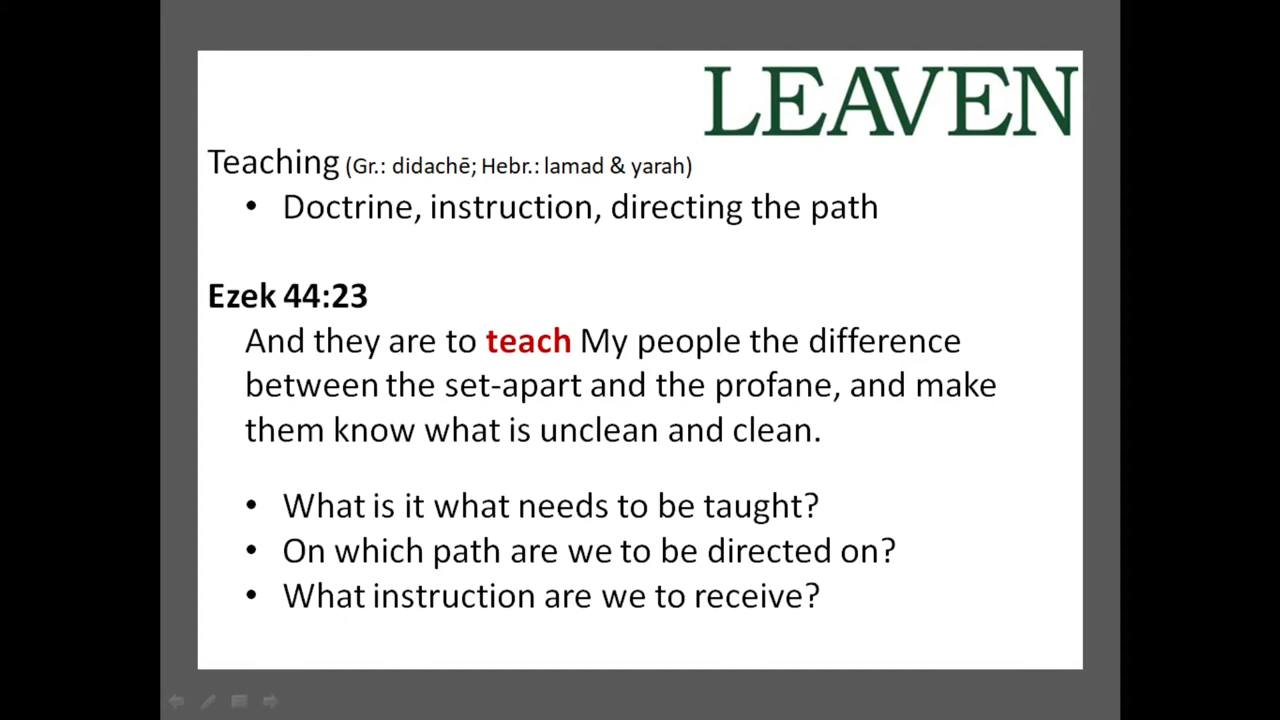 LEAVEN
Teaching (Gr.: didachē; Hebr.: lamad & yarah)
• Doctrine, instruction, directing the path
Ezek 44:23
And they are to teach My people the difference
between the set-apart and the profane, and make
them know what is unclean and clean.
• What is it what needs to be taught?
• On which path are we to be directed on?
• What instruction are we to receive?